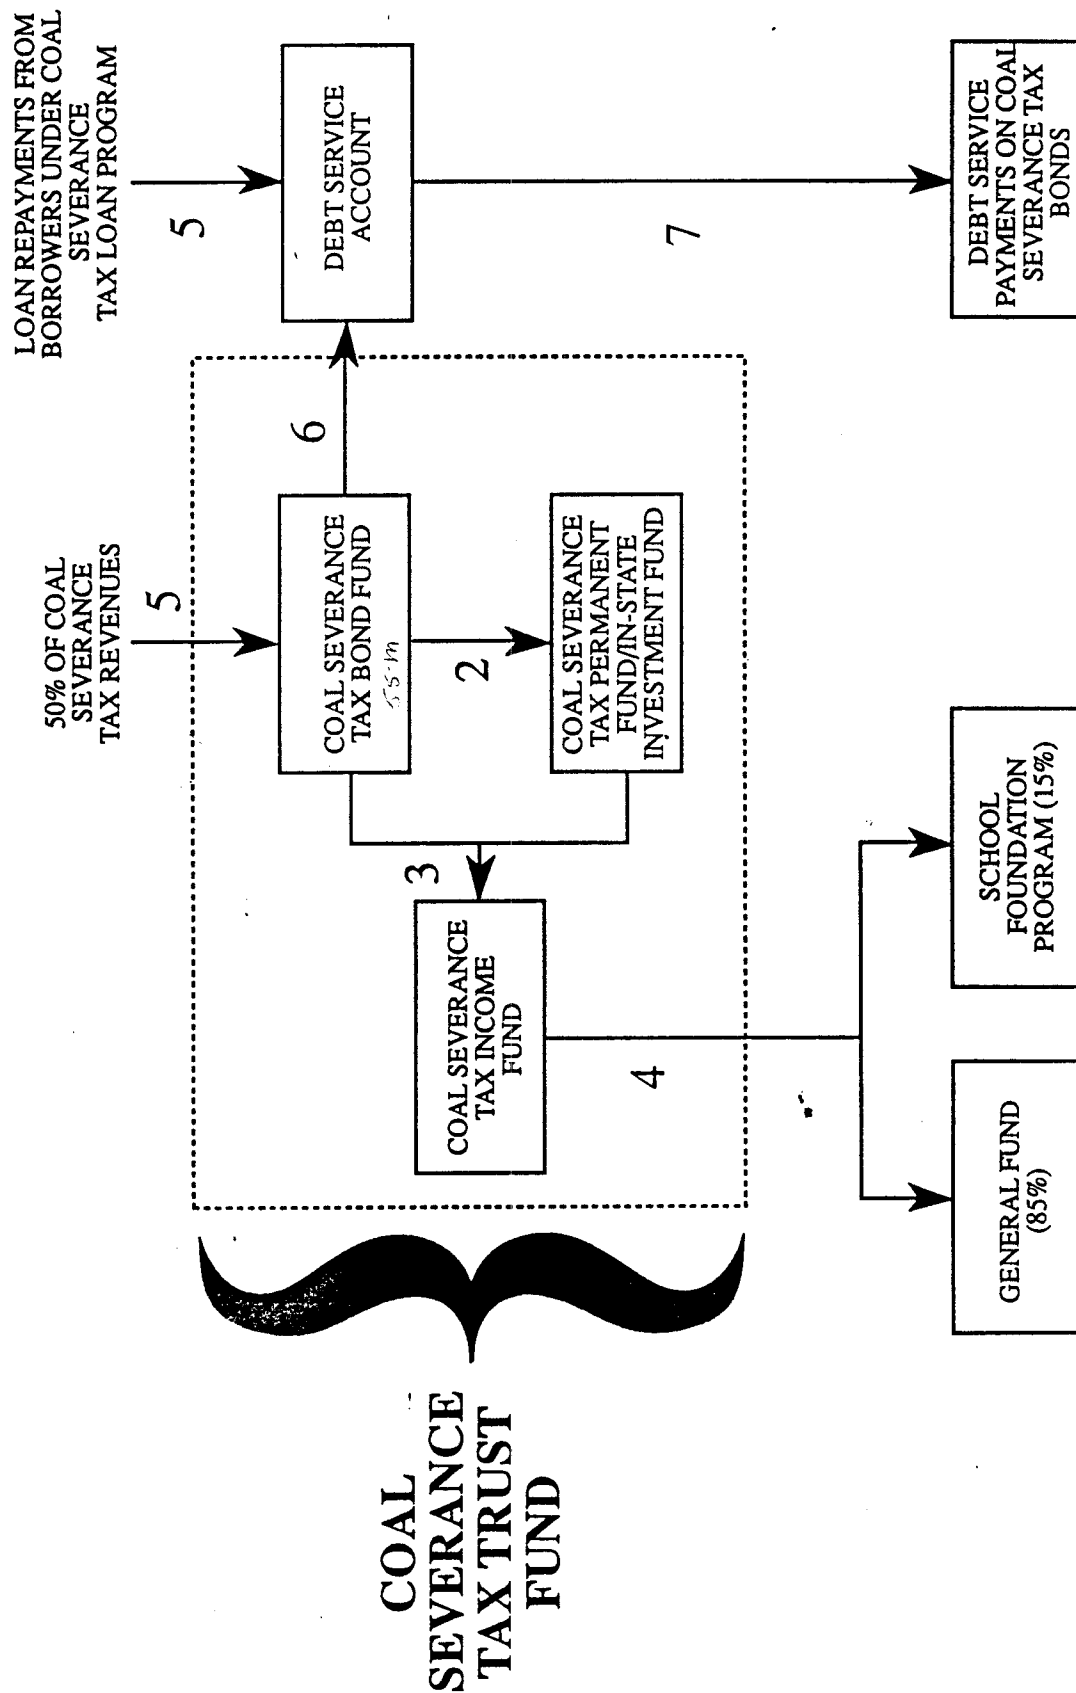 COAL
SEVERANCE
TAX TRUST
FUND
50% OF COAL
SEVERANCE
TAX REVENUES
5
LOAN REPAYMENTS FROM
BORROWERS UNDER COAL
SEVERANCE
TAX LOAN PROGRAM
5
COAL SEVERANCE
TAX BOND FUND
6
DEBT SERVICE
ACCOUNT
2
3
COAL SEVERANCE
TAX INCOME
FUND
COAL SEVERANCE
TAX PERMANENT
FUND/IN-STATE
INVESTMENT FUND
4
7
GENERAL FUND
(85%)
SCHOOL
FOUNDATION
PROGRAM (15%)
DEBT SERVICE
PAYMENTS ON COAL
SEVERANCE TAX
BONDS